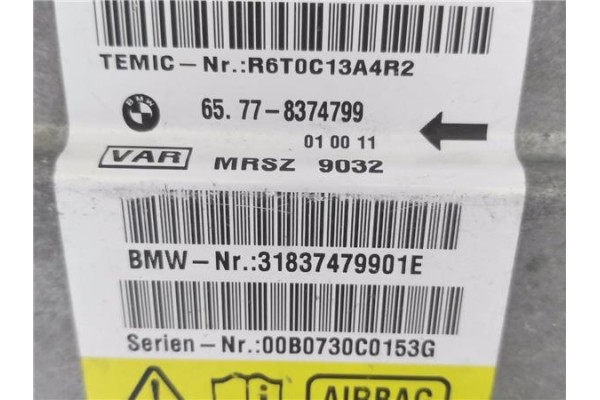 TEMIC-Nr.:R6T0C13A4R2
BMW
65. 77-8374799
01 00 11
VAR MRSZ 9032
BMW-Nr.:31837479901E
Serien-Nr.:00B0730C0153G
AIRBAG